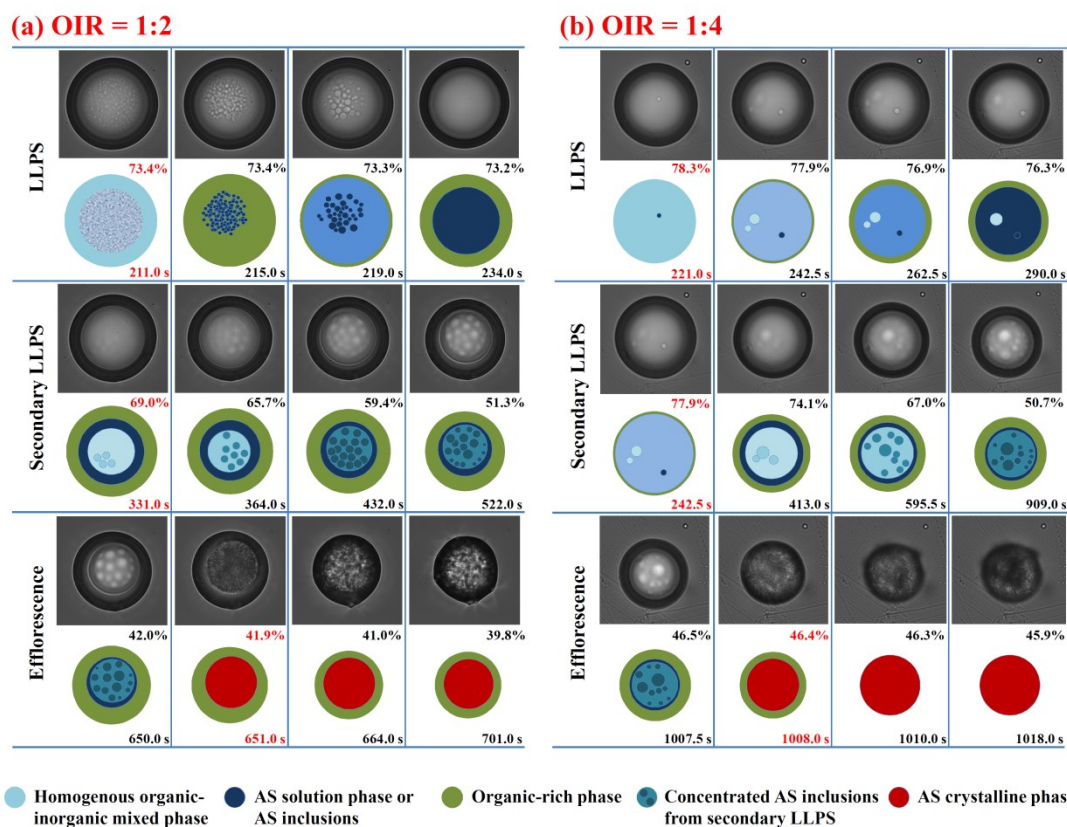 (a) OIR = 1:2
(b) OIR = 1:4
LLPS
73.4% 73.4% 73.3% 73.2%
211.0 s 215.0 s 219.0 s 234.0 s
Secondary LLPS
69.0% 65.7% 59.4% 51.3%
331.0 s 364.0 s 432.0 s 522.0 s
Efflorescence
42.0% 41.9% 41.0% 39.8%
650.0 s 651.0 s 664.0 s 701.0 s
LLPS
78.3% 77.9% 76.9% 76.3%
221.0 s 242.5 s 262.5 s 290.0 s
Secondary LLPS
77.9% 74.1% 67.0% 50.7%
242.5 s 413.0 s 595.5 s 909.0 s
Efflorescence
46.5% 46.4% 46.3% 45.9%
1007.5 s 1008.0 s 1010.0 s 1018.0 s
Homogenous organic-
inorganic mixed phase
AS solution phase or
AS inclusions
Organic-rich phase
Concentrated AS inclusions
from secondary LLPS
AS crystalline phas